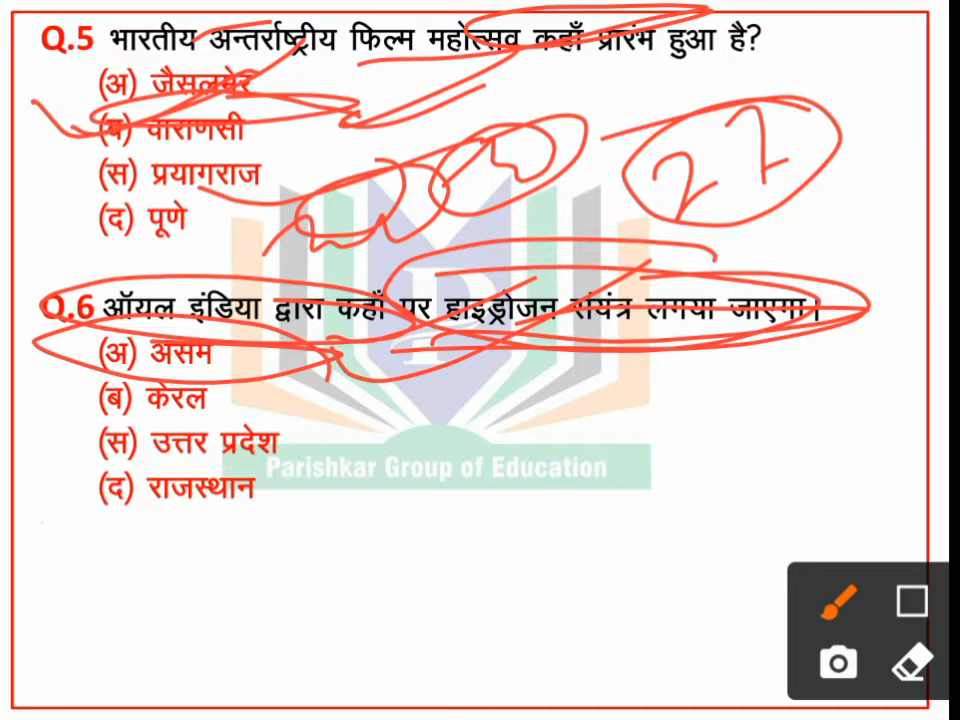 Q.5 भारतीय अन्तर्राष्ट्रीय फिल्म महोत्सव कहाँ प्रारंभ हुआ है?
(अ) जैसलमेर
(ब) वाराणसी
(स) प्रयागराज
(द) पूणे
22
Q.6 ऑयल इंडिया द्वारा कहाँ पर हाइड्रोजन संयंत्र लगया जाएगा।
(अ) असम
(ब) केरल
(स) उत्तर प्रदेश
(द) राजस्थान
Parishkar Group of Education